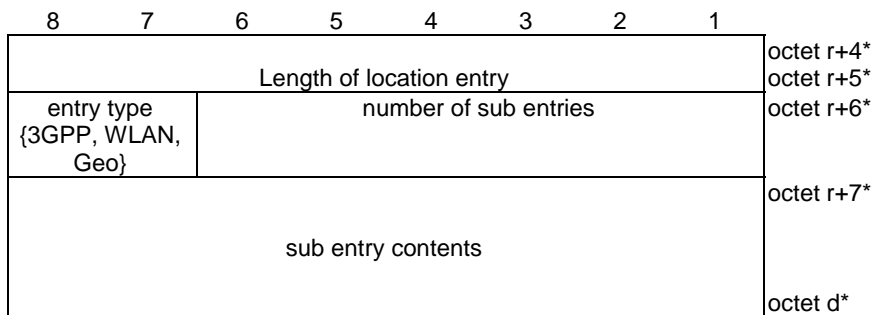 8 7 6 5 4 3 2 1
octet r+4*
Length of location entry octet r+5*
entry type number of sub entries octet r+6*
{3GPP, WLAN,
Geo}
octet r+7*
sub entry contents
octet d*